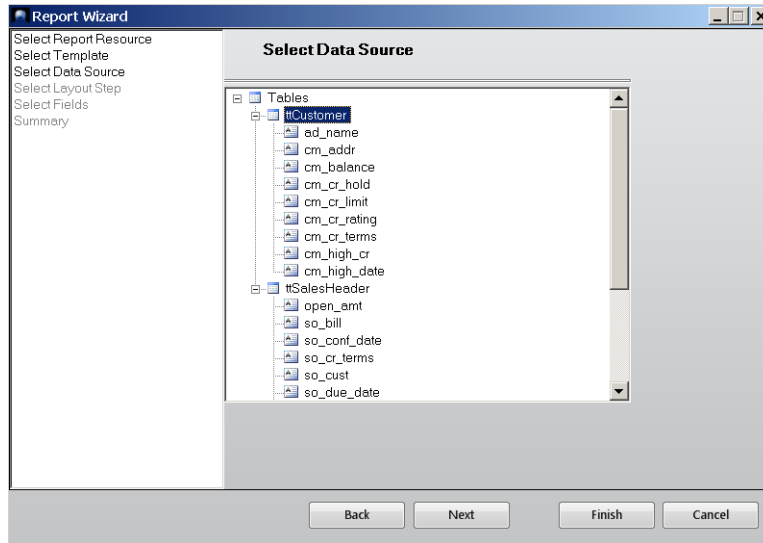 Report Wizard
Select Report Resource
Select Template
Select Data Source
Select Layout Step
Select Fields
Summary
Select Data Source
Tables
ttCustomer
ad_name
cm_addr
cm_balance
cm_cr_hold
cm_cr_limit
cm_cr_rating
cm_cr_terms
cm_high_cr
cm_high_date
ttSalesHeader
open_amt
so_bill
so_conf_date
so_cr_terms
so_cust
so_due_date
Back Next Finish Cancel